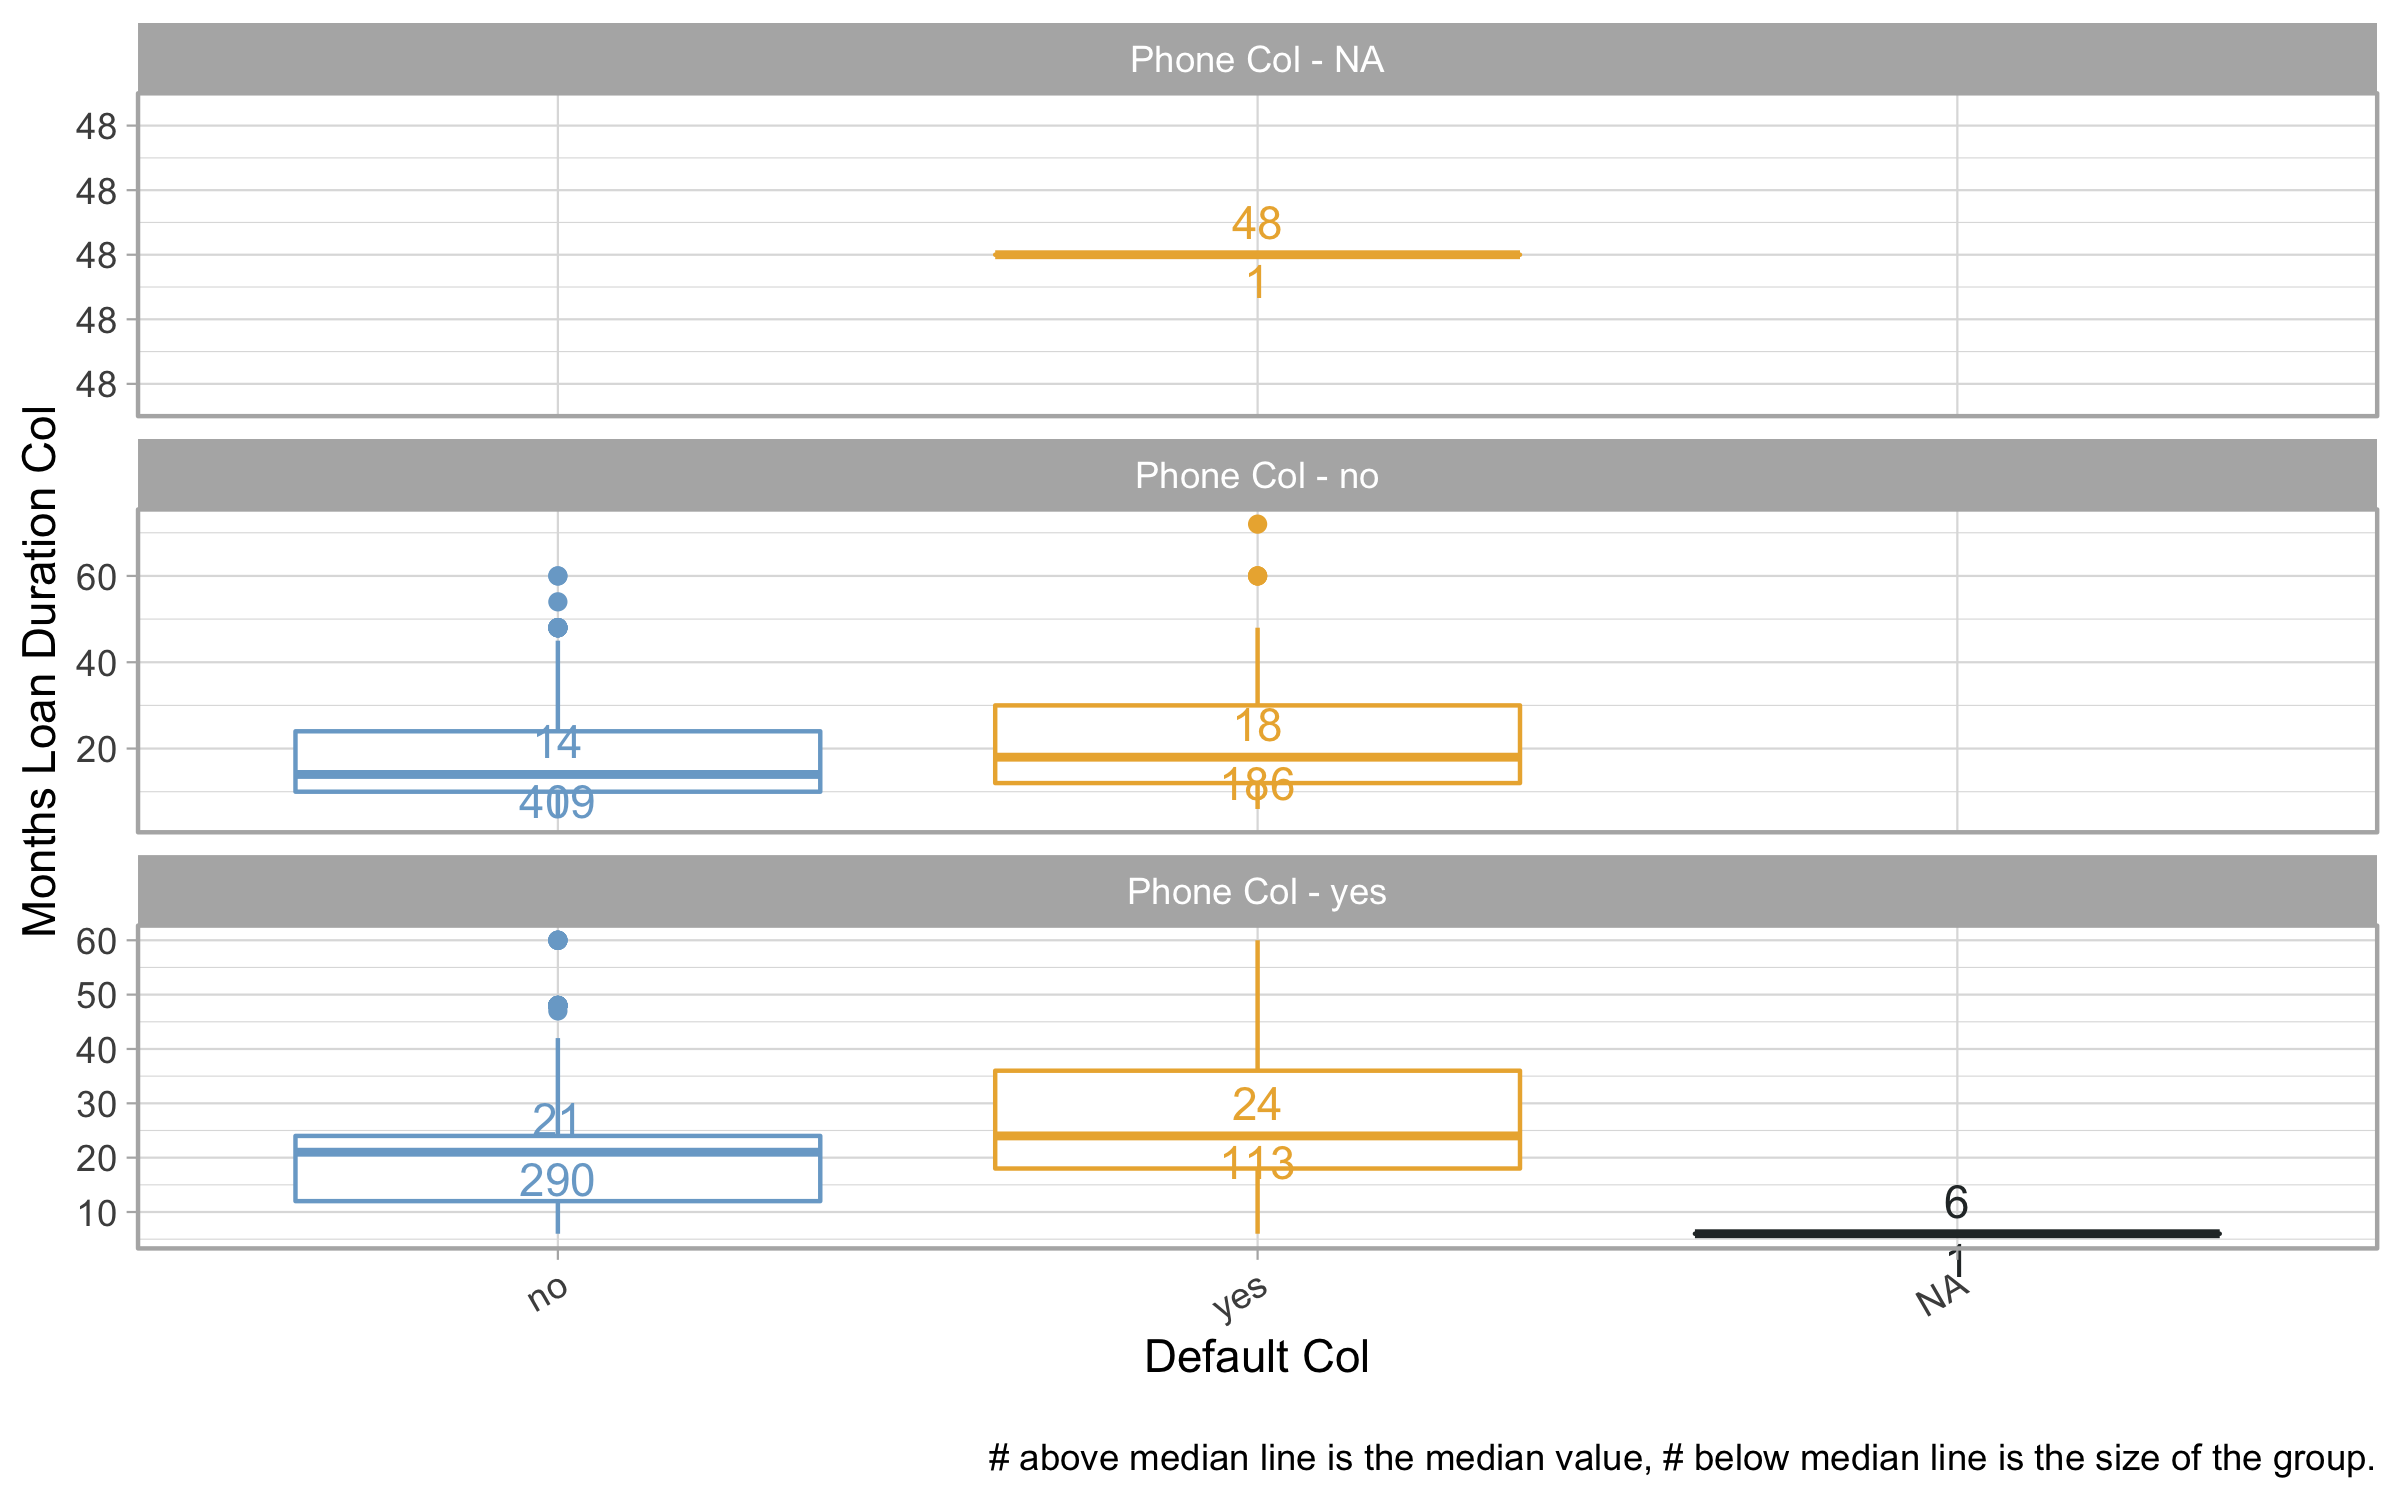 Phone Col - NA
48
48
48
48
48
48
1
Months Loan Duration Col
Phone Col - no
60
40
20
14
409
18
186
Phone Col - yes
60
50
40
30
20
10
21
290
24
113
6
1
no
yes
NA
Default Col
# above median line is the median value, # below median line is the size of the group.